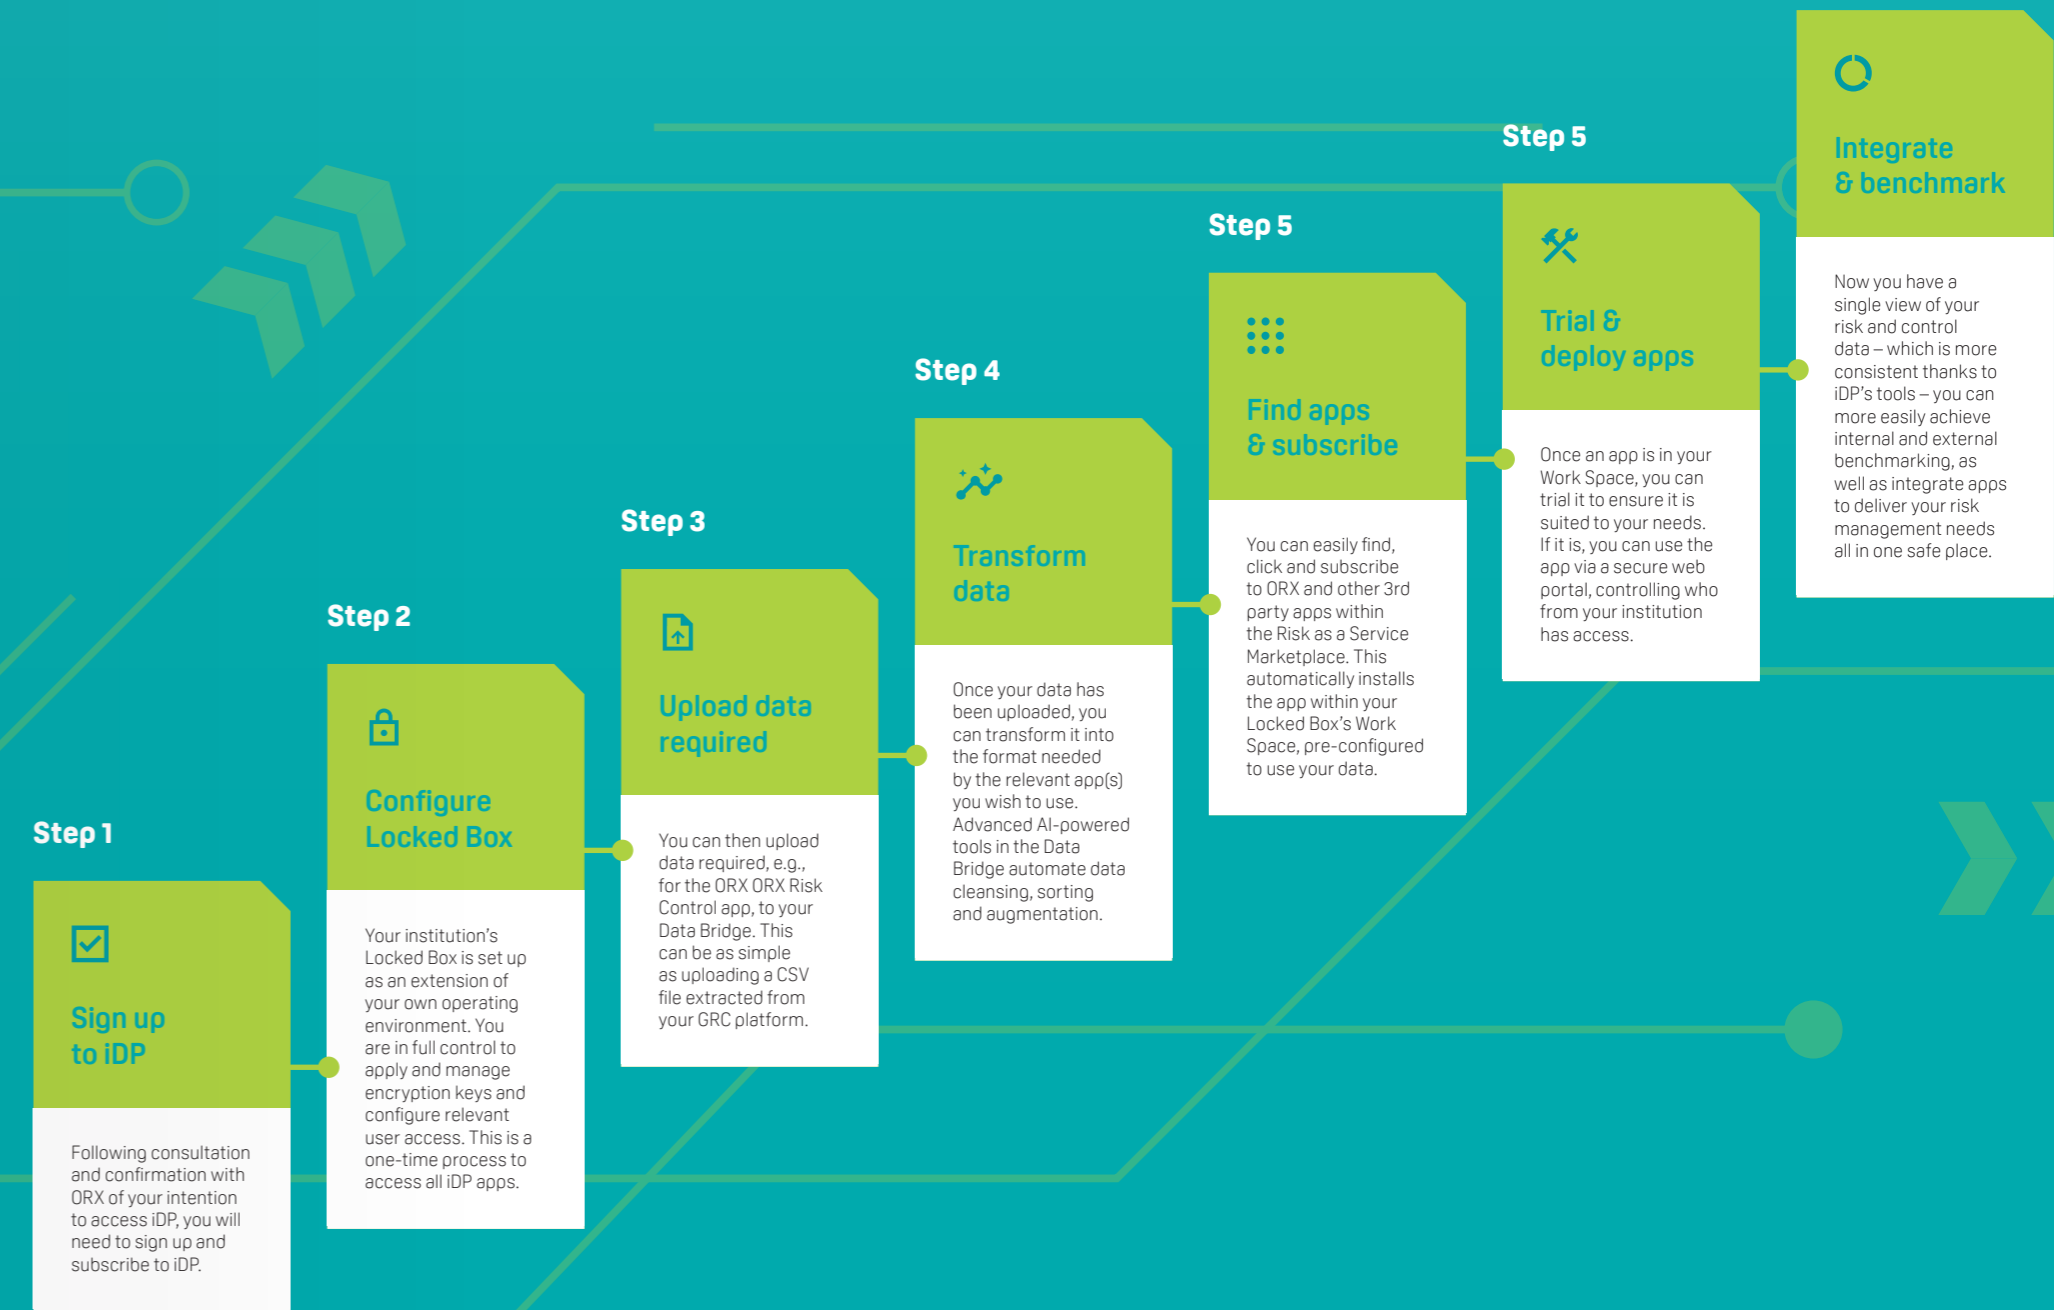 Step 1
Sign up
to iDP
Following consultation
and confirmation with
ORX of your intention
to access iDP, you will
need to sign up and
subscribe to iDP.
Step 2
Configure
Locked Box
Your institution's
Locked Box is set up
as an extension of
your own operating
environment. You
are in full control to
apply and manage
encryption keys and
configure relevant
user access. This is a
one-time process to
access all iDP apps.
Step 3
Upload data
required
You can then upload
data required, e.g.,
for the ORX ORX Risk
Control app, to your
Data Bridge. This
can be as simple
as uploading a CSV
file extracted from
your GRC platform.
Step 4
Transform
data
Once your data has
been uploaded, you
can transform it into
the format needed
by the relevant app(s)
you wish to use.
Advanced AI-powered
tools in the Data
Bridge automate data
cleansing, sorting
and augmentation.
Step 5
Find apps
& subscribe
You can easily find,
click and subscribe
to ORX and other 3rd
party apps within
the Risk as a Service
Marketplace. This
automatically installs
the app within your
Locked Box's Work
Space, pre-configured
to use your data.
Step 5
Trial &
deploy apps
Once an app is in your
Work Space, you can
trial it to ensure it is
suited to your needs.
If it is, you can use the
app via a secure web
portal, controlling who
from your institution
has access.
Integrate
& benchmark
Now you have a
single view of your
risk and control
data – which is more
consistent thanks to
iDP's tools – you can
more easily achieve
internal and external
benchmarking, as
well as integrate apps
to deliver your risk
management needs
all in one safe place.